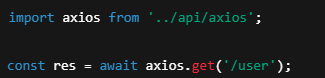 import axios from '../api/axios';
const res = await axios.get('/user');